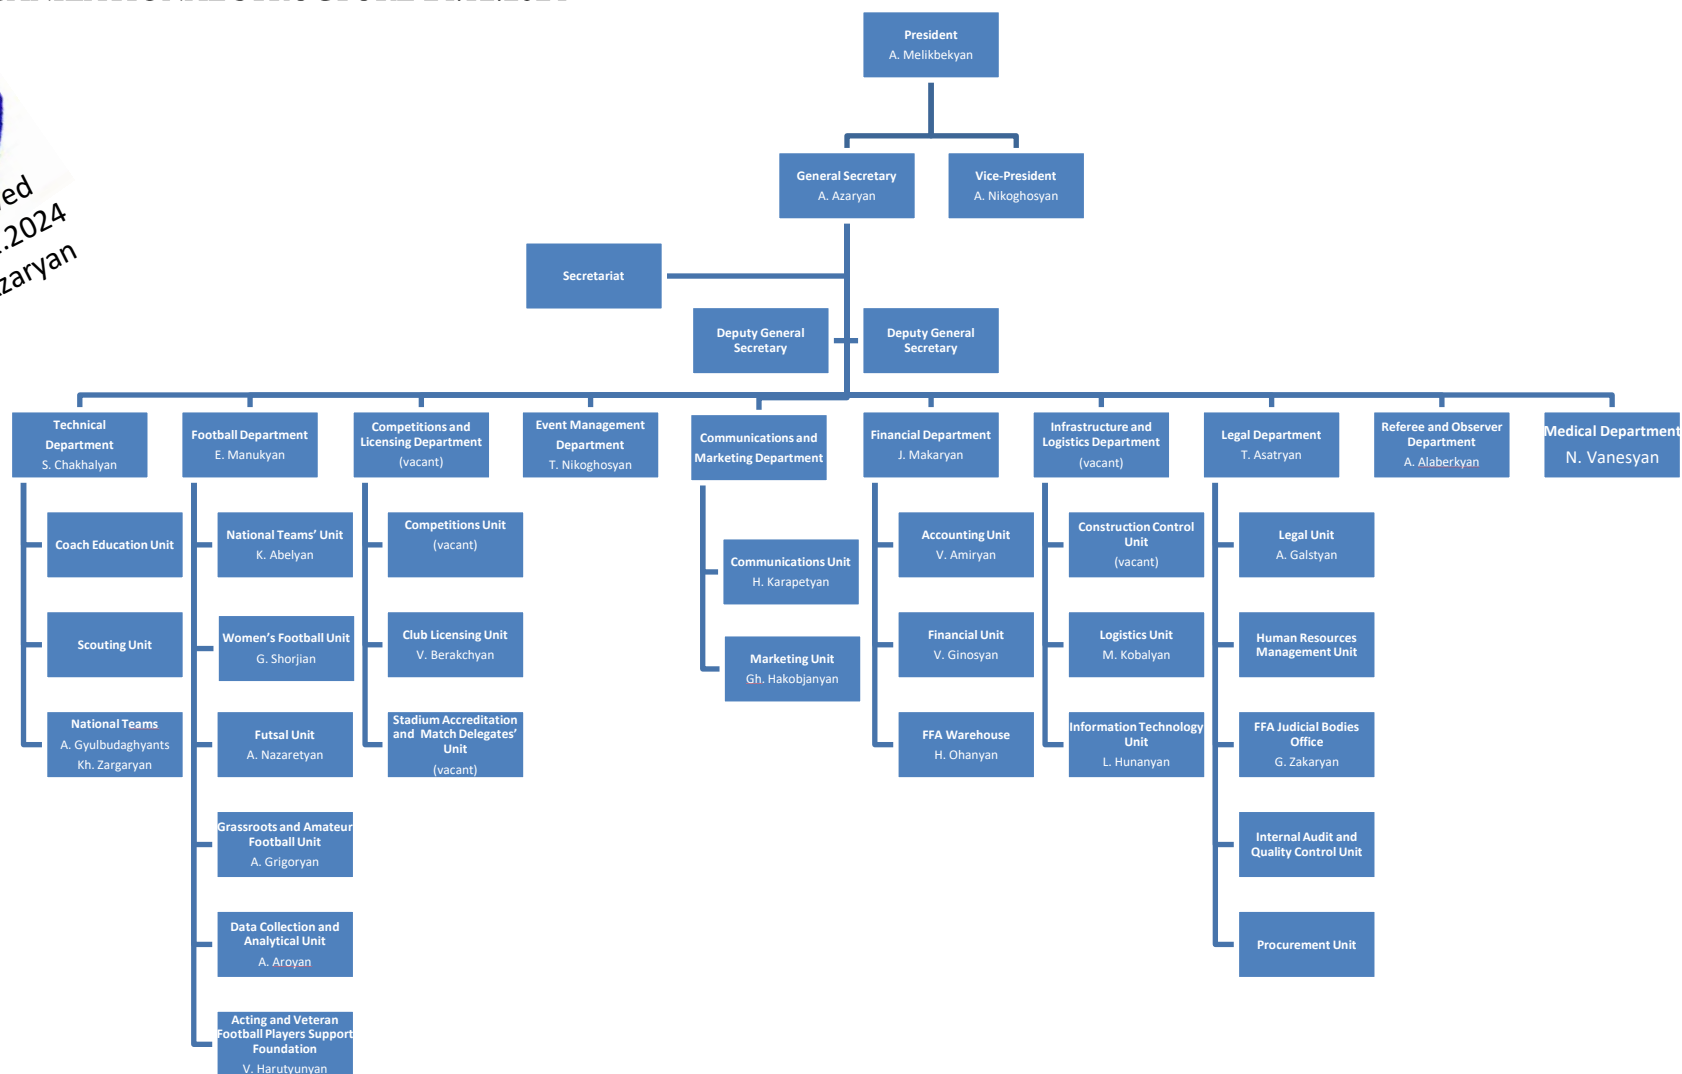 President
A. Melikbekyan
General Secretary
A. Azaryan
Vice-President
A. Nikoghosyan
.2024
Secretariat
Deputy General
Secretary
Deputy General
Secretary
Technical
Department
S. Chakhalyan
Football Department
E. Manukyan
Competitions and
Licensing Department
(vacant)
Event Management
Department
T. Nikoghosyan
Communications and
Marketing Department
Financial Department
J. Makaryan
Infrastructure and
Logistics Department
(vacant)
Legal Department
T. Asatryan
Referee and Observer
Department
A. Alaberkyan
Medical Department
N. Vanesyan
Coach Education Unit
Scouting Unit
National Teams
A. Gyulbudaghyants
Kh. Zargaryan
National Teams’ Unit
K. Abelyan
Women’s Football Unit
G. Shorjian
Futsal Unit
A. Nazaretyan
Grassroots and Amateur
Football Unit
A. Grigoryan
Data Collection and
Analytical Unit
A. Aroyan
Acting and Veteran
Football Players Support
Foundation
V. Harutyunyan
Competitions Unit
(vacant)
Club Licensing Unit
V. Berakchyan
Stadium Accreditation
and Match Delegates’
Unit
(vacant)
Communications Unit
H. Karapetyan
Marketing Unit
Gh. Hakobjanyan
Accounting Unit
V. Amiryan
Financial Unit
V. Ginosyan
FFA Warehouse
H. Ohanyan
Construction Control
Unit
(vacant)
Logistics Unit
M. Kobalyan
Information Technology
Unit
L. Hunanyan
Legal Unit
A. Galstyan
Human Resources
Management Unit
FFA Judicial Bodies
Office
G. Zakaryan
Internal Audit and
Quality Control Unit
Procurement Unit